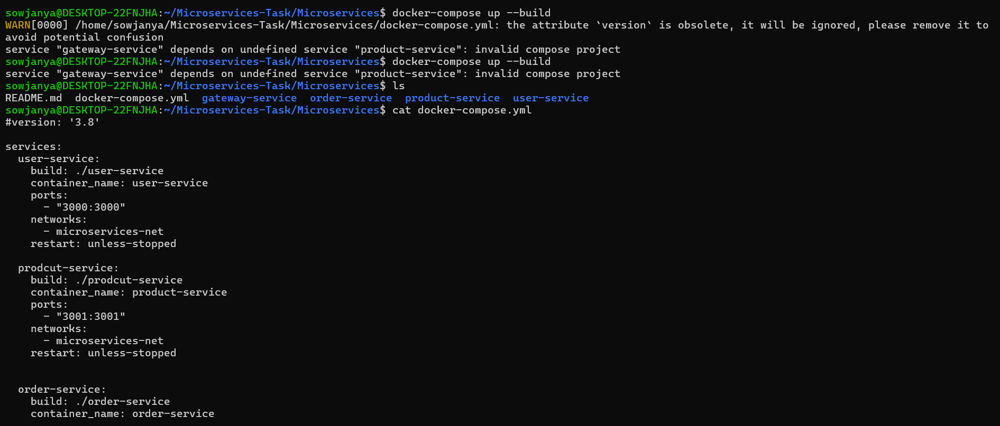 sowjanya@DESKTOP-22FNJHA:~/Microservices-Task/Microservices$ docker-compose up --build
WARN[0000] /home/sowjanya/Microservices-Task/Microservices/docker-compose.yml: the attribute `version` is obsolete, it will be ignored, please remove it to
avoid potential confusion
service "gateway-service" depends on undefined service "product-service": invalid compose project
sowjanya@DESKTOP-22FNJHA:~/Microservices-Task/Microservices$ docker-compose up --build
service "gateway-service" depends on undefined service "product-service": invalid compose project
sowjanya@DESKTOP-22FNJHA:~/Microservices-Task/Microservices$ ls
README.md  docker-compose.yml  gateway-service  order-service  product-service  user-service
sowjanya@DESKTOP-22FNJHA:~/Microservices-Task/Microservices$ cat docker-compose.yml
#version: '3.8'

services:
  user-service:
    build: ./user-service
    container_name: user-service
    ports:
      - "3000:3000"
    networks:
      - microservices-net
    restart: unless-stopped

  prodcut-service:
    build: ./prodcut-service
    container_name: product-service
    ports:
      - "3001:3001"
    networks:
      - microservices-net
    restart: unless-stopped


  order-service:
    build: ./order-service
    container_name: order-service